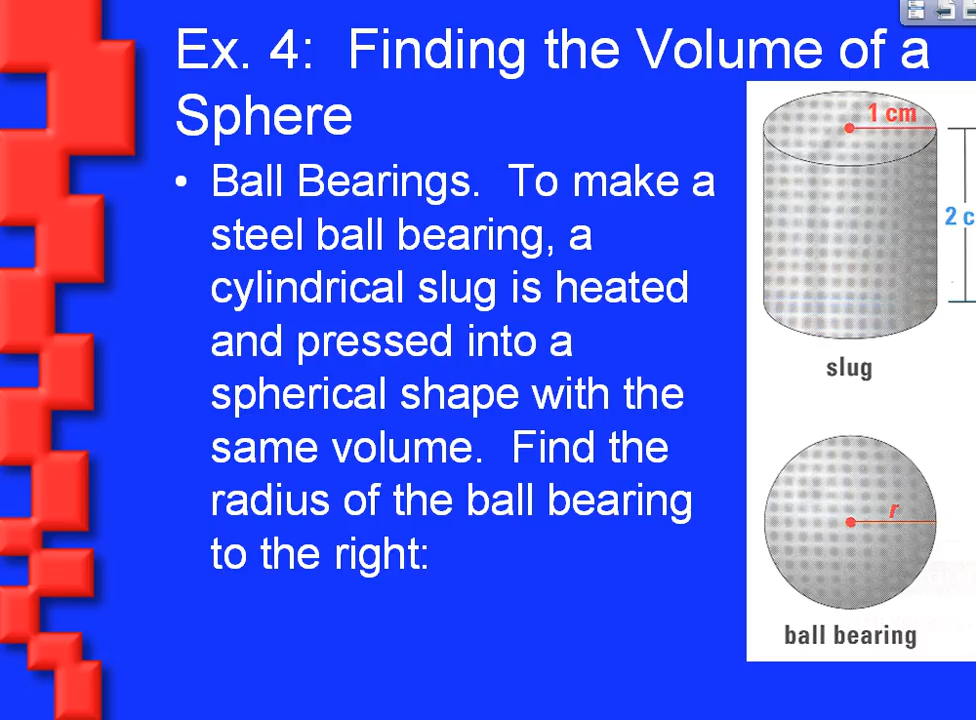 Ex. 4:  Finding the Volume of a
Sphere
• Ball Bearings.  To make a
steel ball bearing, a
cylindrical slug is heated
and pressed into a
spherical shape with the
same volume.  Find the
radius of the ball bearing
to the right:
1 cm
2 c
slug
r
ball bearing